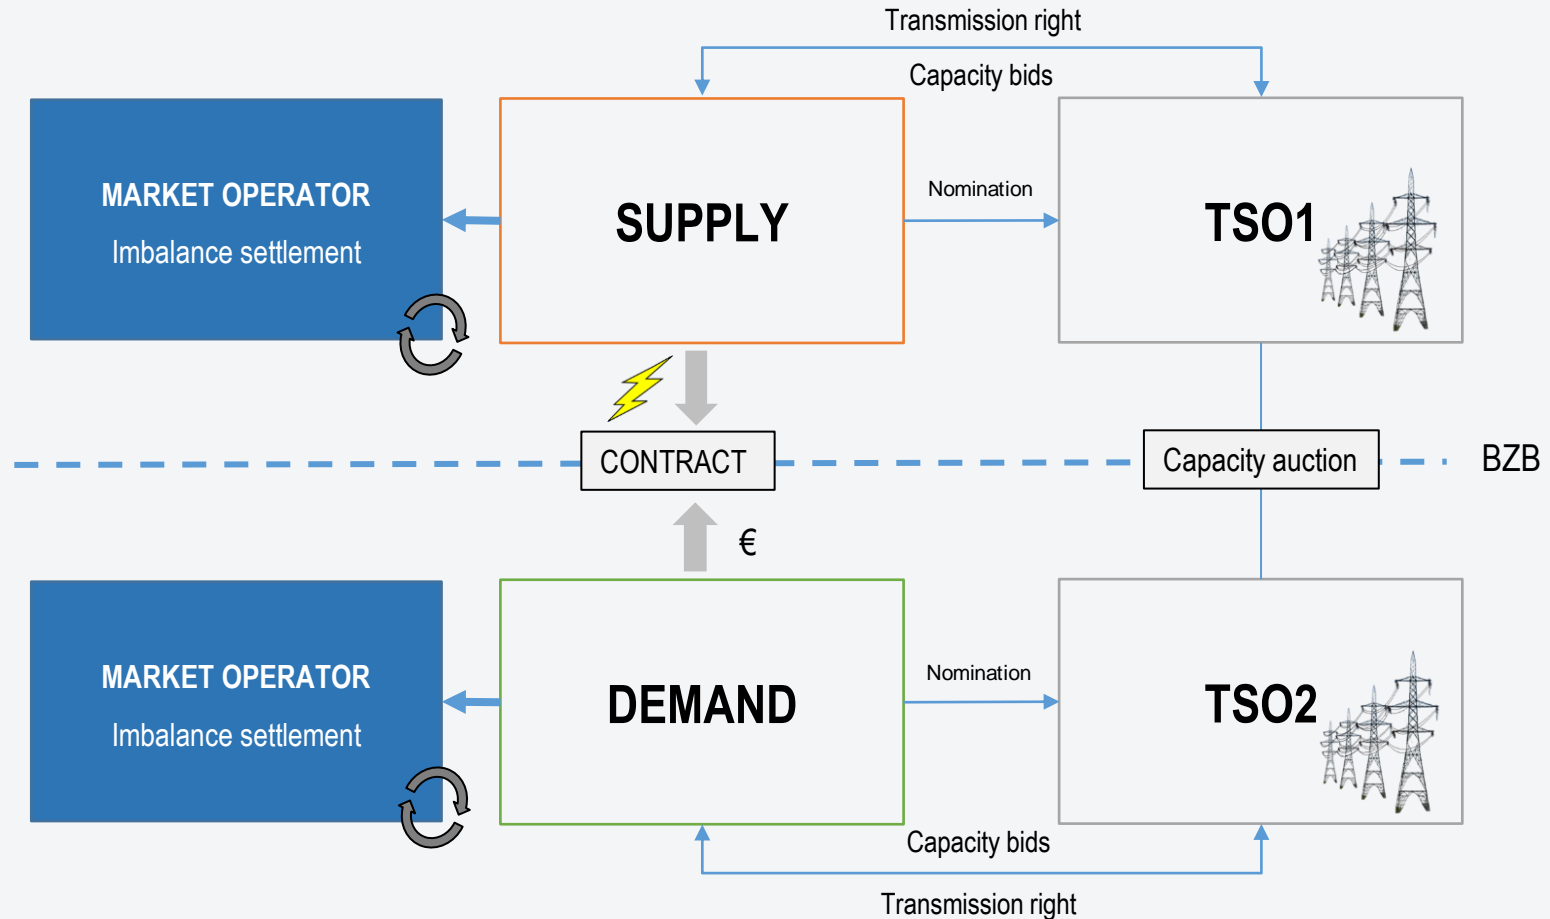 Transmission right
Capacity bids
MARKET OPERATOR
Imbalance settlement
SUPPLY
Nomination
TSO1
CONTRACT
Capacity auction
BZB
€
MARKET OPERATOR
Imbalance settlement
DEMAND
Nomination
TSO2
Capacity bids
Transmission right